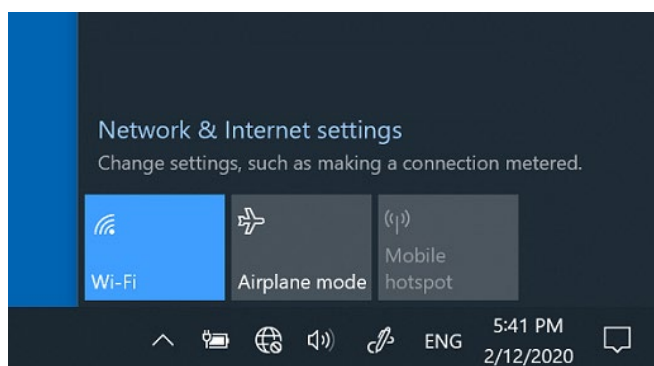 Network & Internet settings
Change settings, such as making a connection metered.
Wi-Fi
Airplane mode
Mobile
hotspot
ENG
5:41 PM
2/12/2020